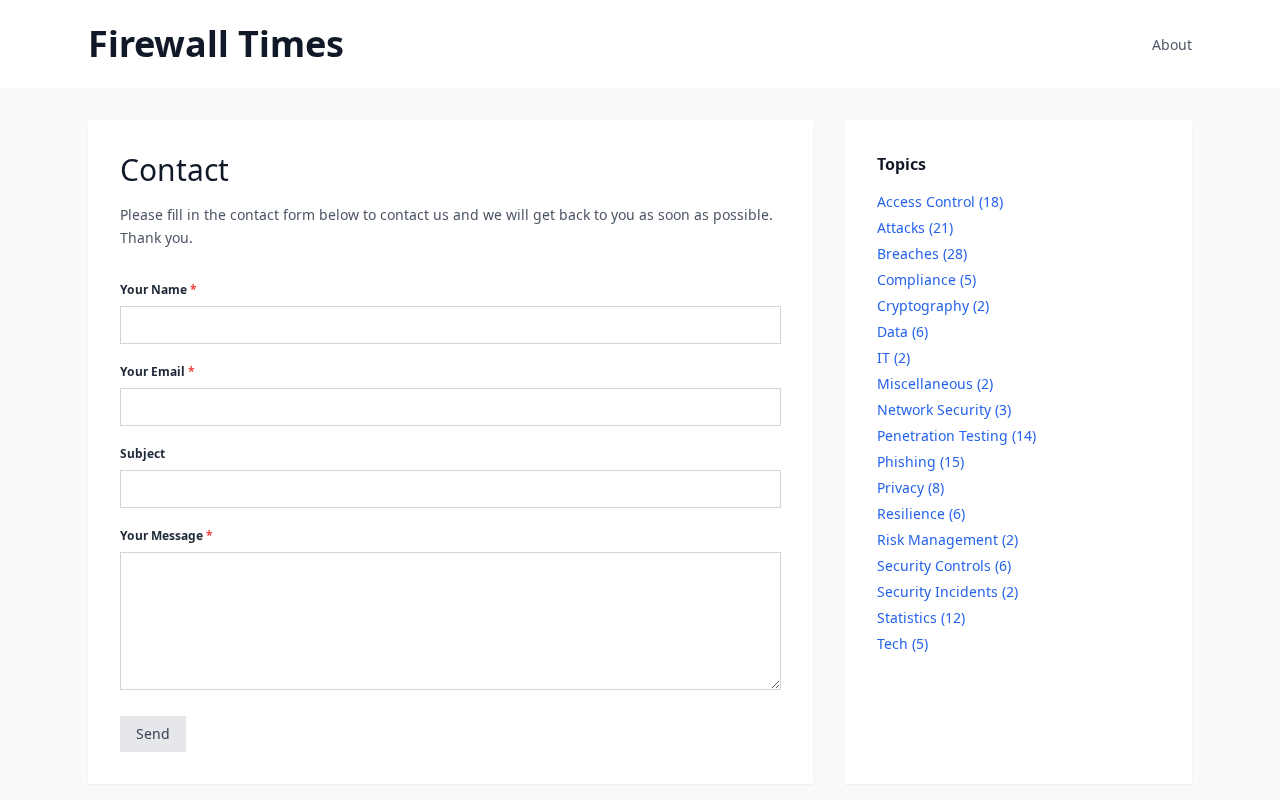 Firewall Times
About
Contact
Please fill in the contact form below to contact us and we will get back to you as soon as possible.
Thank you.
Your Name *
Your Email *
Subject
Your Message *
Send
Topics
Access Control (18)
Attacks (21)
Breaches (28)
Compliance (5)
Cryptography (2)
Data (6)
IT (2)
Miscellaneous (2)
Network Security (3)
Penetration Testing (14)
Phishing (15)
Privacy (8)
Resilience (6)
Risk Management (2)
Security Controls (6)
Security Incidents (2)
Statistics (12)
Tech (5)